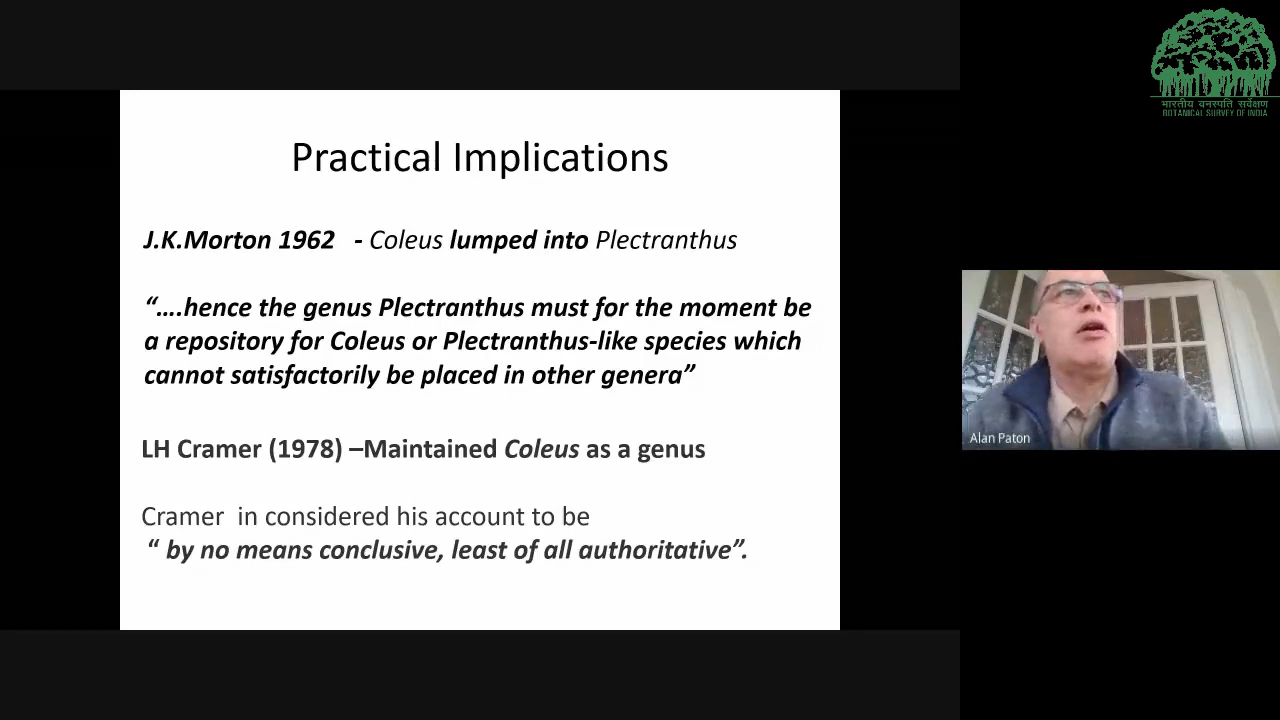 Practical Implications
J.K.Morton 1962 - Coleus lumped into Plectranthus
“….hence the genus Plectranthus must for the moment be
a repository for Coleus or Plectranthus-like species which
cannot satisfactorily be placed in other genera”
LH Cramer (1978) –Maintained Coleus as a genus
Cramer in considered his account to be
“ by no means conclusive, least of all authoritative”.
भारतीय वनस्पति सर्वेक्षण
BOTANICAL SURVEY OF INDIA
Alan Paton